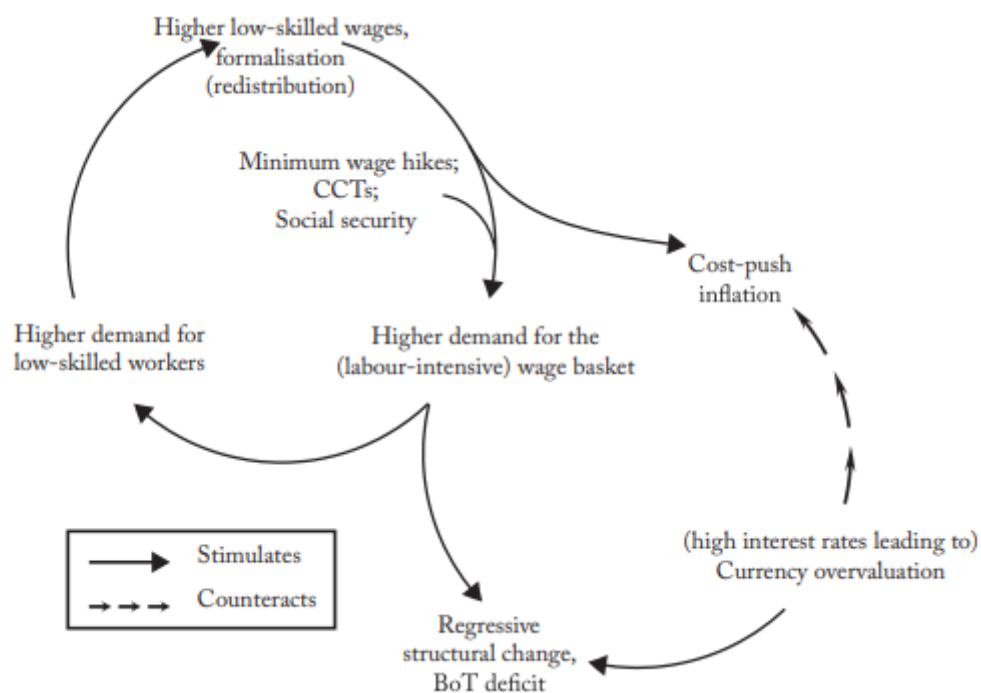 Higher low-skilled wages,
formalisation
(redistribution)
Minimum wage hikes;
CCTs;
Social security
Cost-push
inflation
Higher demand for
low-skilled workers
Higher demand for the
(labour-intensive) wage basket
(high interest rates leading to)
Currency overvaluation
Stimulates
Counteracts
Regressive
structural change,
BoT deficit